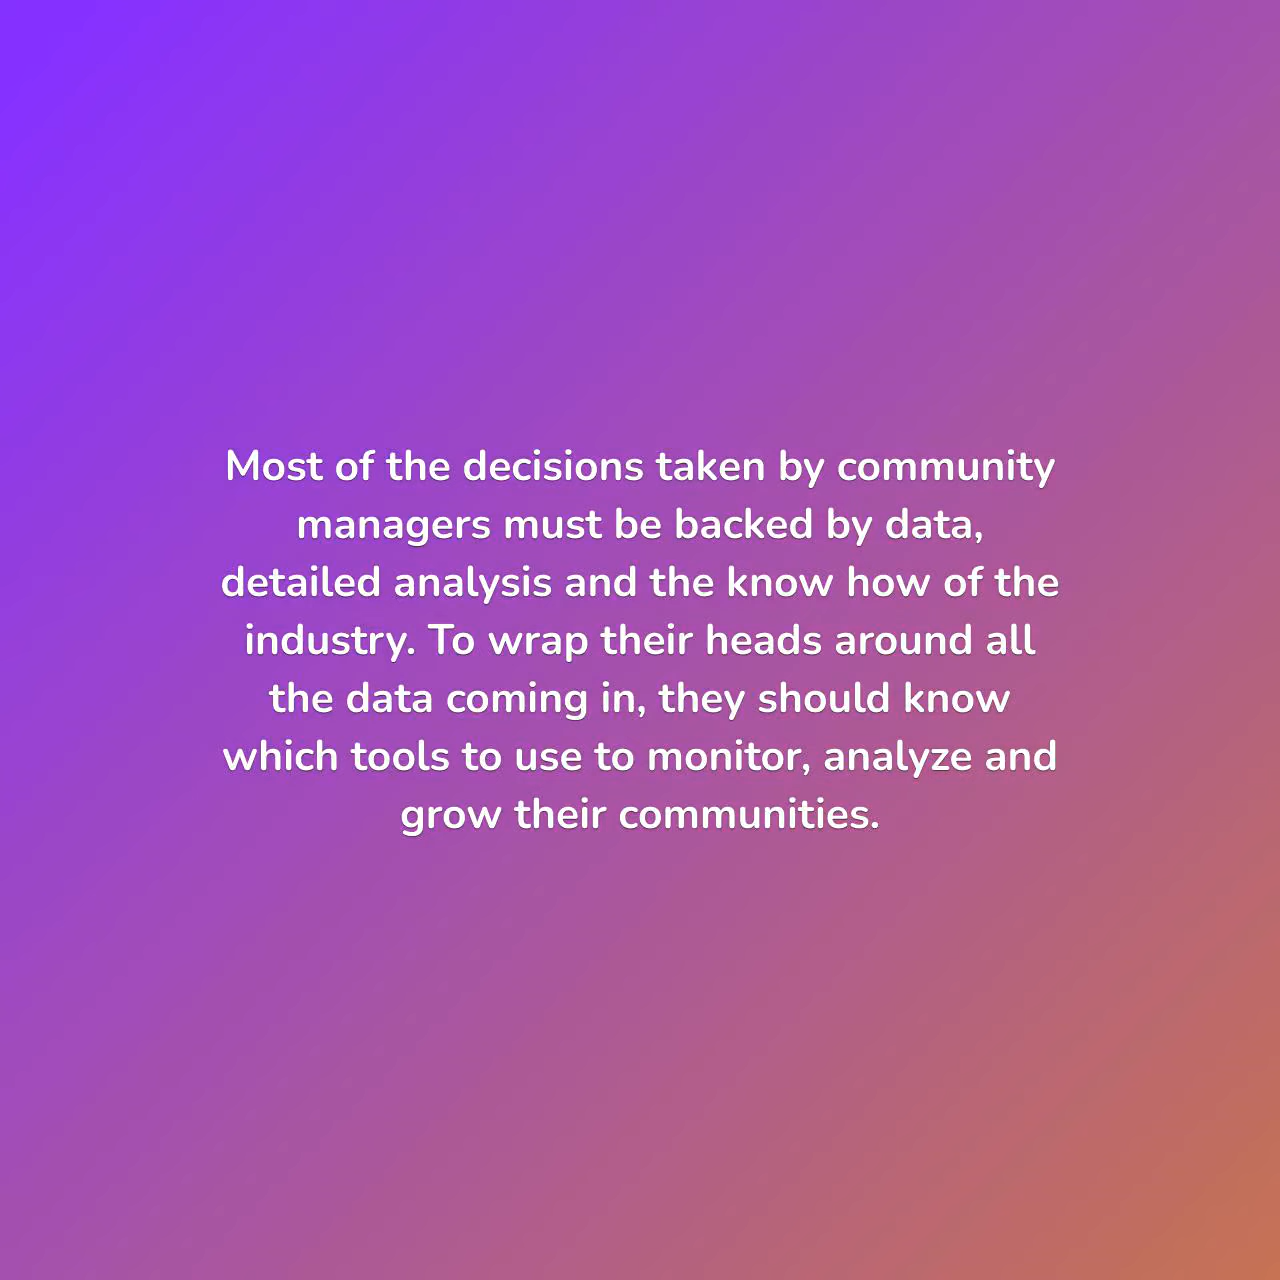 Most of the decisions taken by community
managers must be backed by data,
detailed analysis and the know how of the
industry. To wrap their heads around all
the data coming in, they should know
which tools to use to monitor, analyze and
grow their communities.